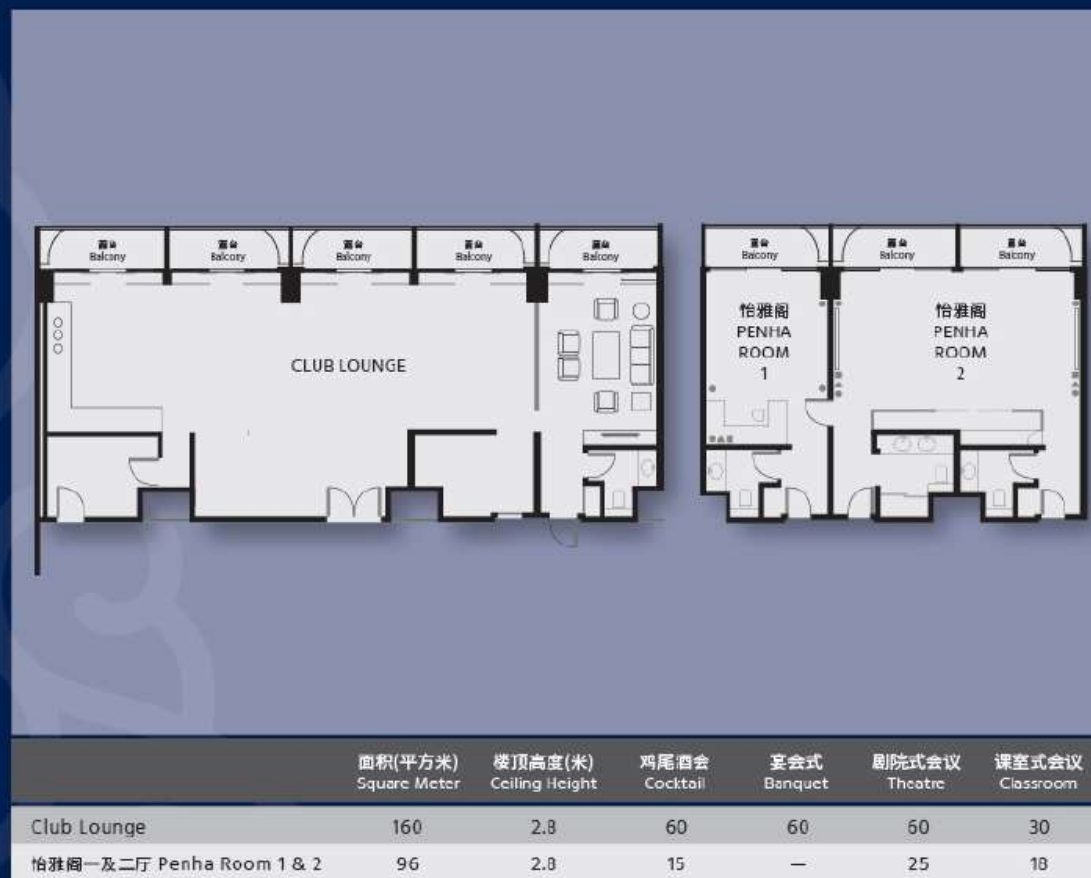 露台 露台 露台 露台 露台
Balcony Balcony Balcony Balcony Balcony
露台 露台 露台
Balcony Balcony Balcony
CLUB LOUNGE
怡雅阁
PENHA
ROOM
1
怡雅阁
PENHA
ROOM
2
面积(平方米) 楼顶高度(米) 鸡尾酒会 宴会式 剧院式会议 课室式会议
Square Meter Ceiling Height Cocktail Banquet Theatre Classroom
Club Lounge 160 2.8 60 60 60 30
怡雅阁一及二厅 Penha Room 1 & 2 96 2.8 15 — 25 18